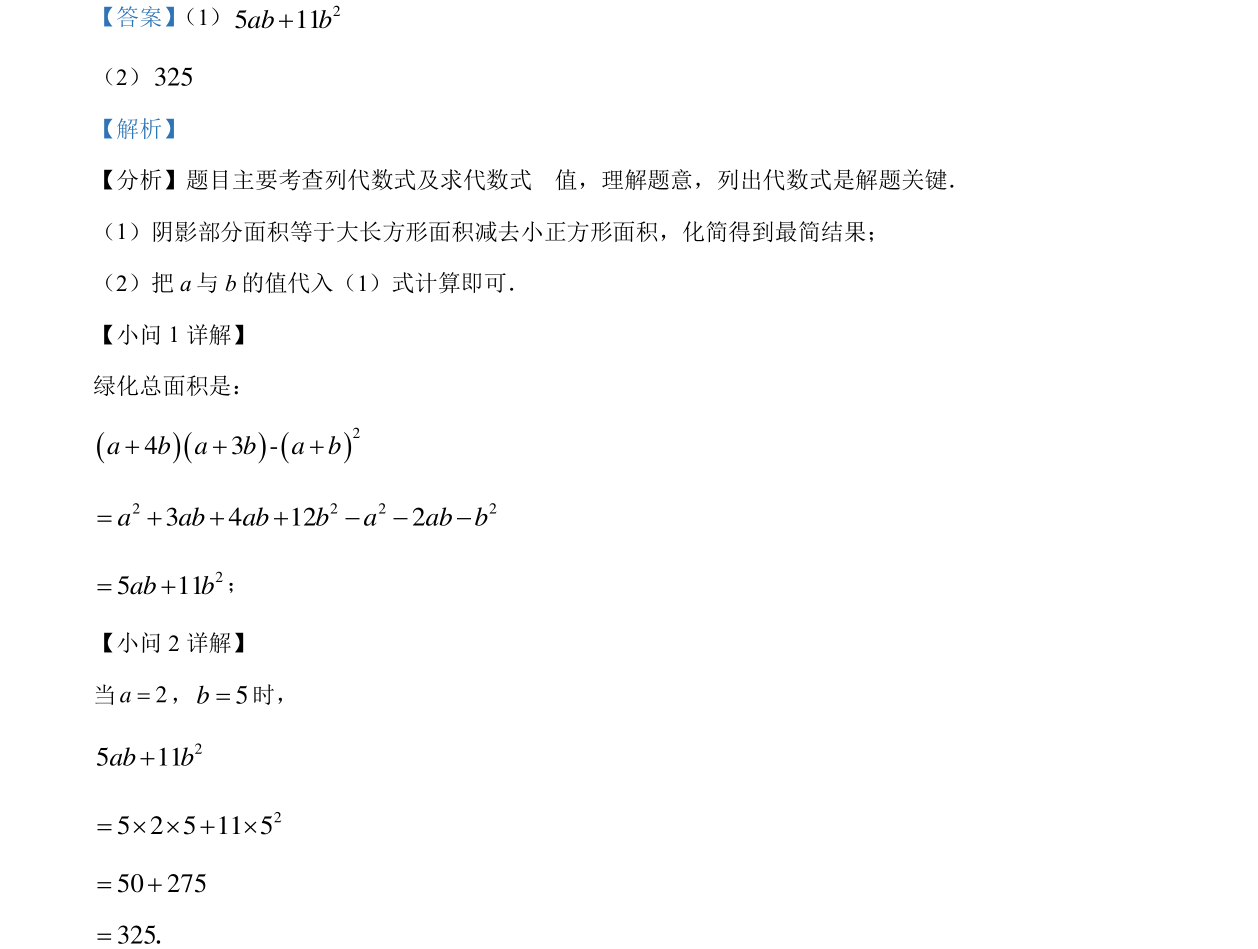 【答案】（1）5ab+11b²
（2）325
【解析】
【分析】题目主要考查列代数式及求代数式　值，理解题意，列出代数式是解题关键．
（1）阴影部分面积等于大长方形面积减去小正方形面积，化简得到最简结果；
（2）把 a 与 b 的值代入（1）式计算即可．
【小问 1 详解】
绿化总面积是：
(a+4b)(a+3b)-(a+b)²
=a²+3ab+4ab+12b²−a²−2ab−b²
=5ab+11b²；
【小问 2 详解】
当a=2，b=5时，
5ab+11b²
=5×2×5+11×5²
=50+275
=325.